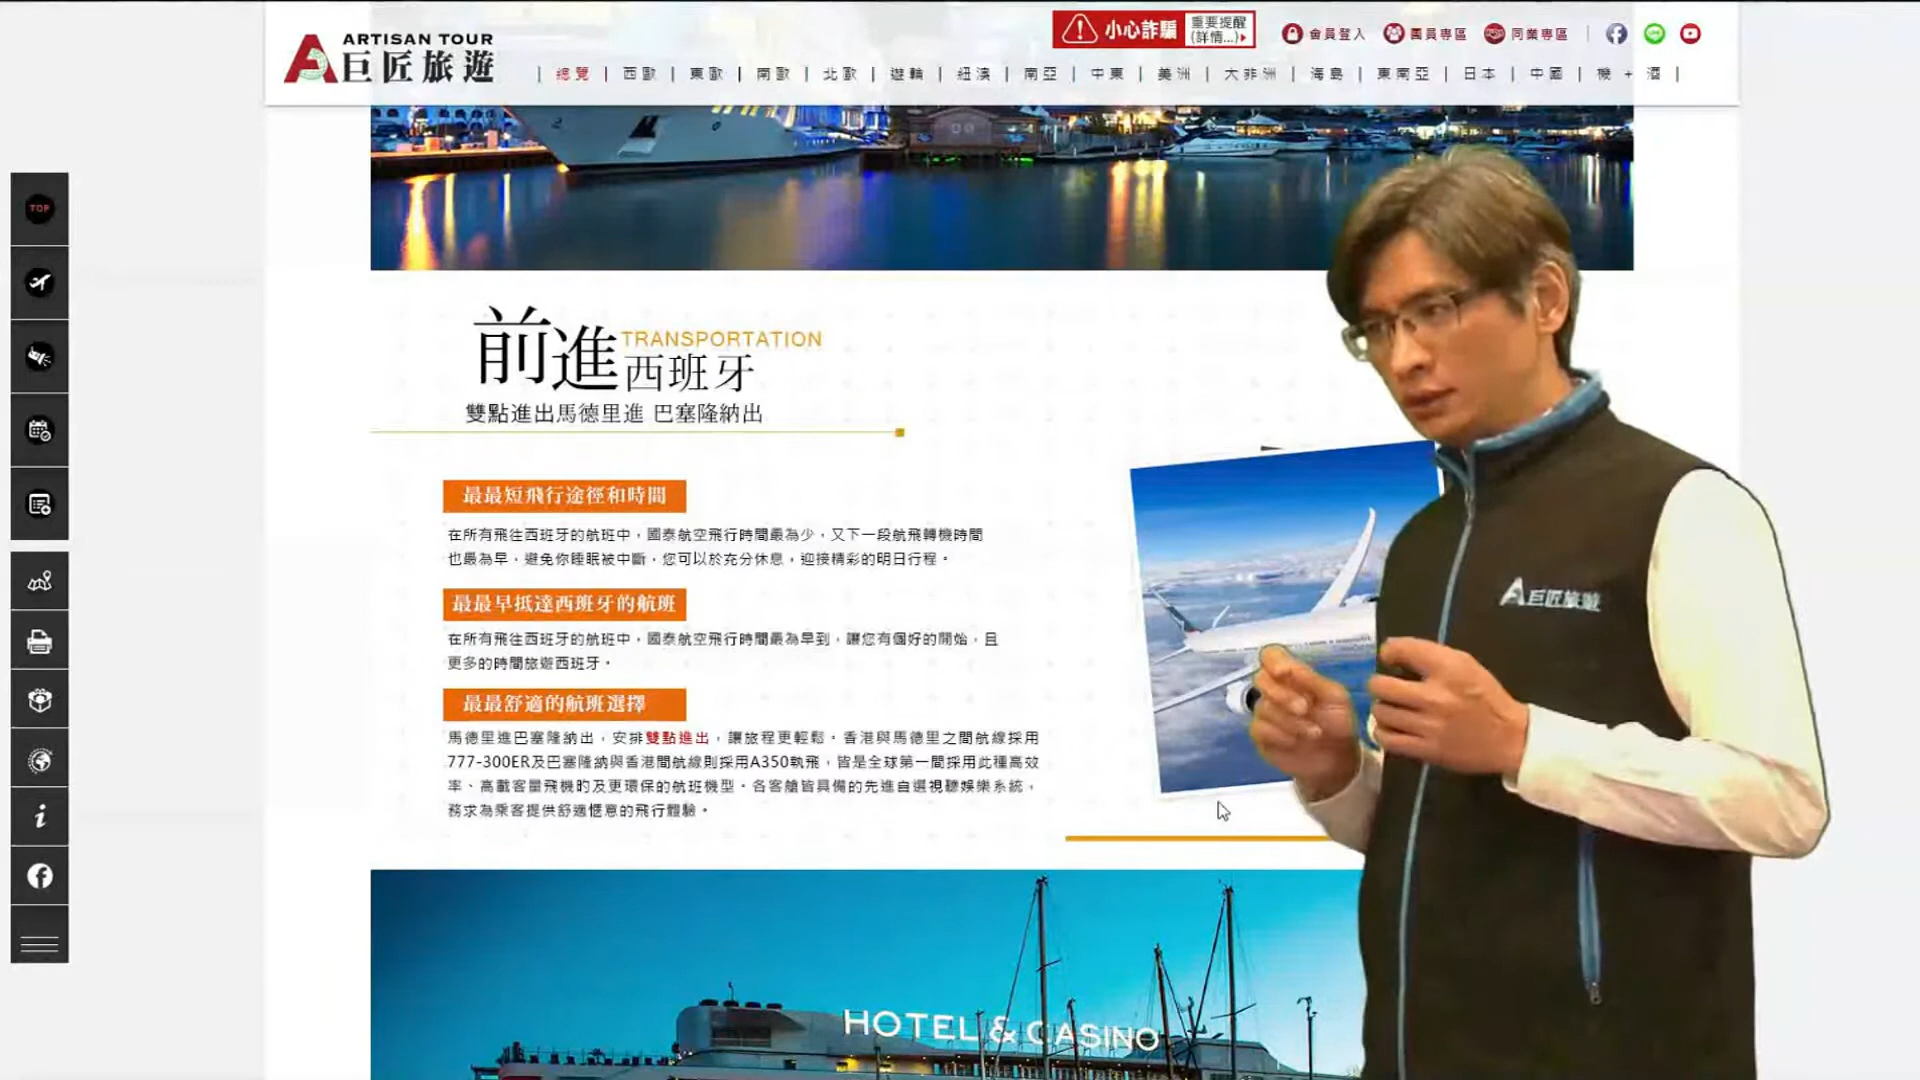 ARTISAN TOUR
巨匠旅遊
小心詐騙
重要提醒
(詳情...)
會員登入
團員專區
同業專區
總覽 | 西歐 | 東歐 | 南歐 | 北歐 | 遊輪 | 紐澳 | 南亞 | 中東 | 美洲 | 大非洲 | 海島 | 東南亞 | 日本 | 中國 | 機 + 酒 |
TOP
前進
TRANSPORTATION
西班牙
雙點進出馬德里進 巴塞隆納出
最最短飛行途徑和時間
在所有飛往西班牙的航班中，國泰航空飛行時間最為少，又下一段航飛轉機時間
也最為早，避免你睡眠被中斷，您可以於充分休息，迎接精彩的明日行程。
最最早抵達西班牙的航班
在所有飛往西班牙的航班中，國泰航空飛行時間最為早到，讓您有個好的開始，且
更多的時間旅遊西班牙。
最最舒適的航班選擇
馬德里進巴塞隆納出，安排雙點進出，讓旅程更輕鬆。香港與馬德里之間航線採用
777-300ER及巴塞隆納與香港間航線則採用A350執飛，皆是全球第一間採用此種高效
率、高載客量飛機旳及更環保的航班機型。各客艙皆具備的先進自選視聽娛樂系統，
務求為乘客提供舒適愜意的飛行體驗。
A巨匠旅遊
HOTEL & CASINO